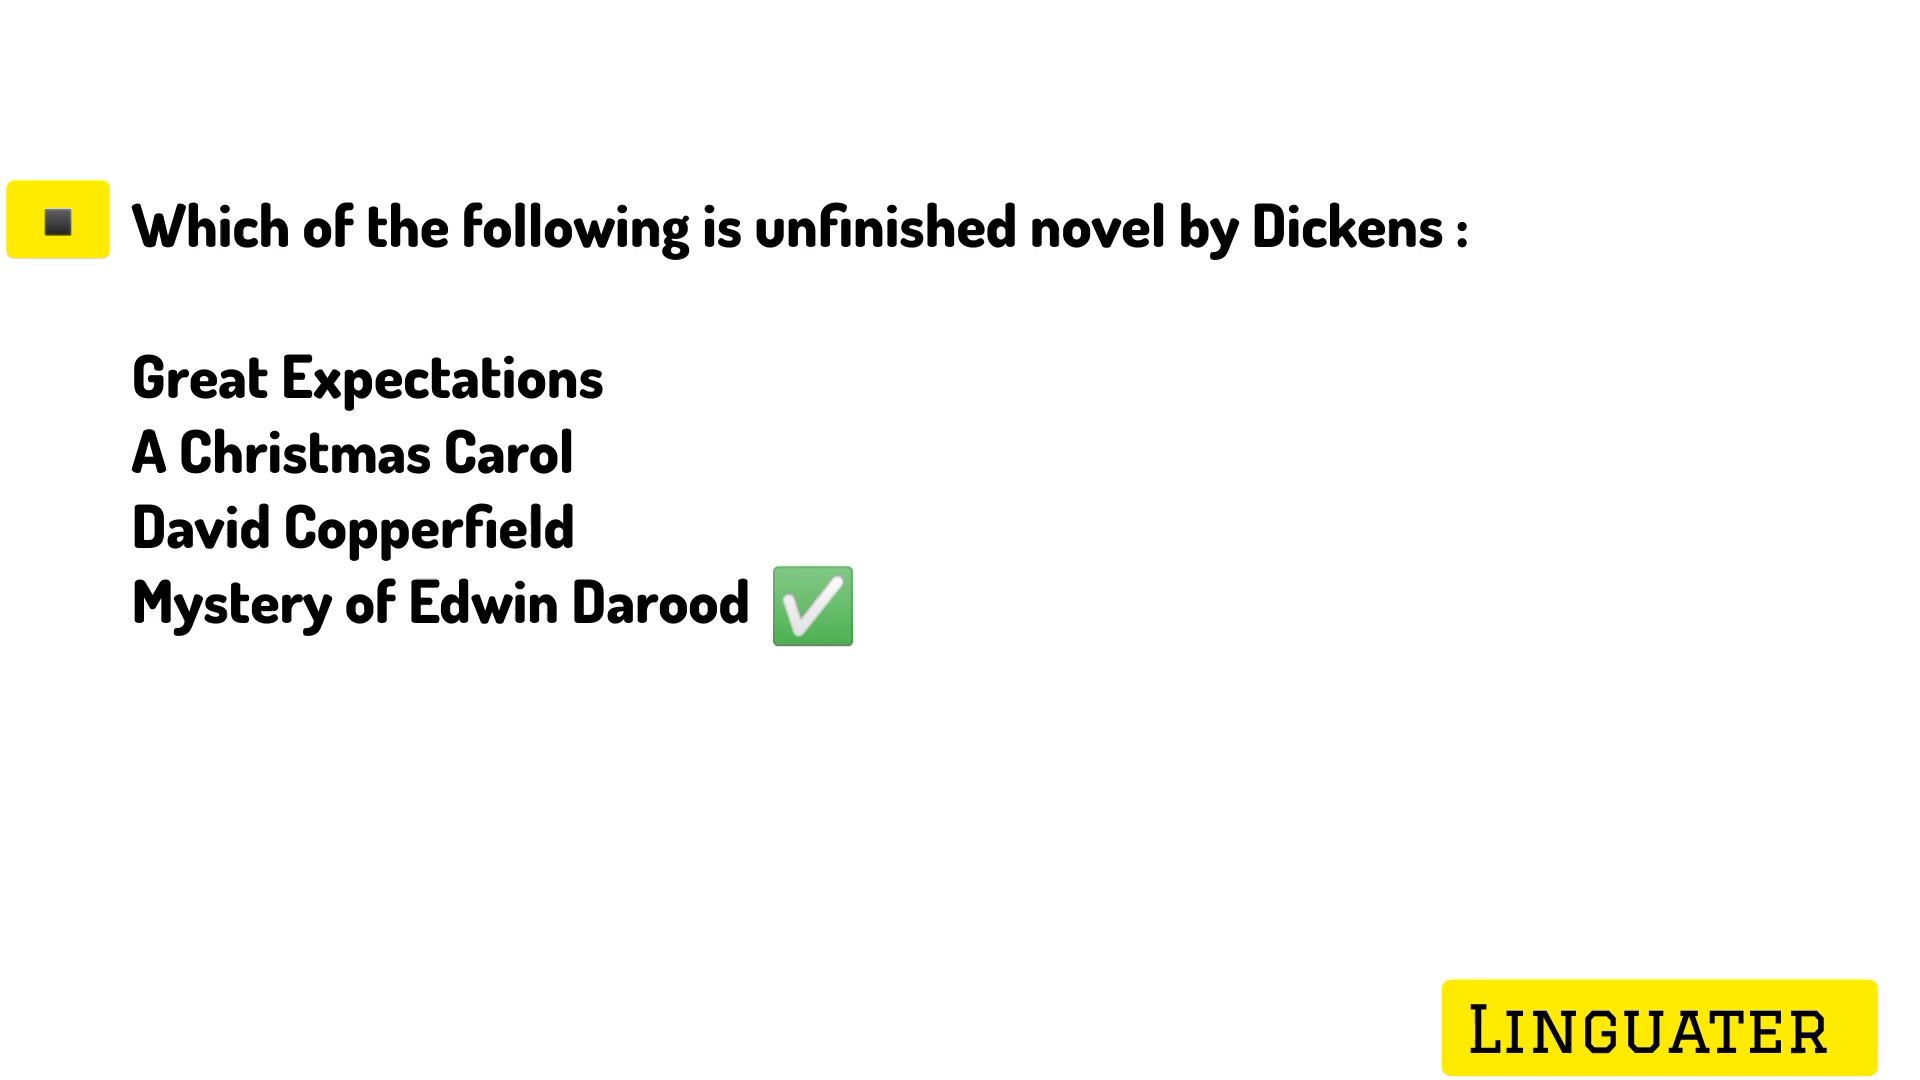 Which of the following is unfinished novel by Dickens :
Great Expectations
A Christmas Carol
David Copperfield
Mystery of Edwin Darood
LINGUATER